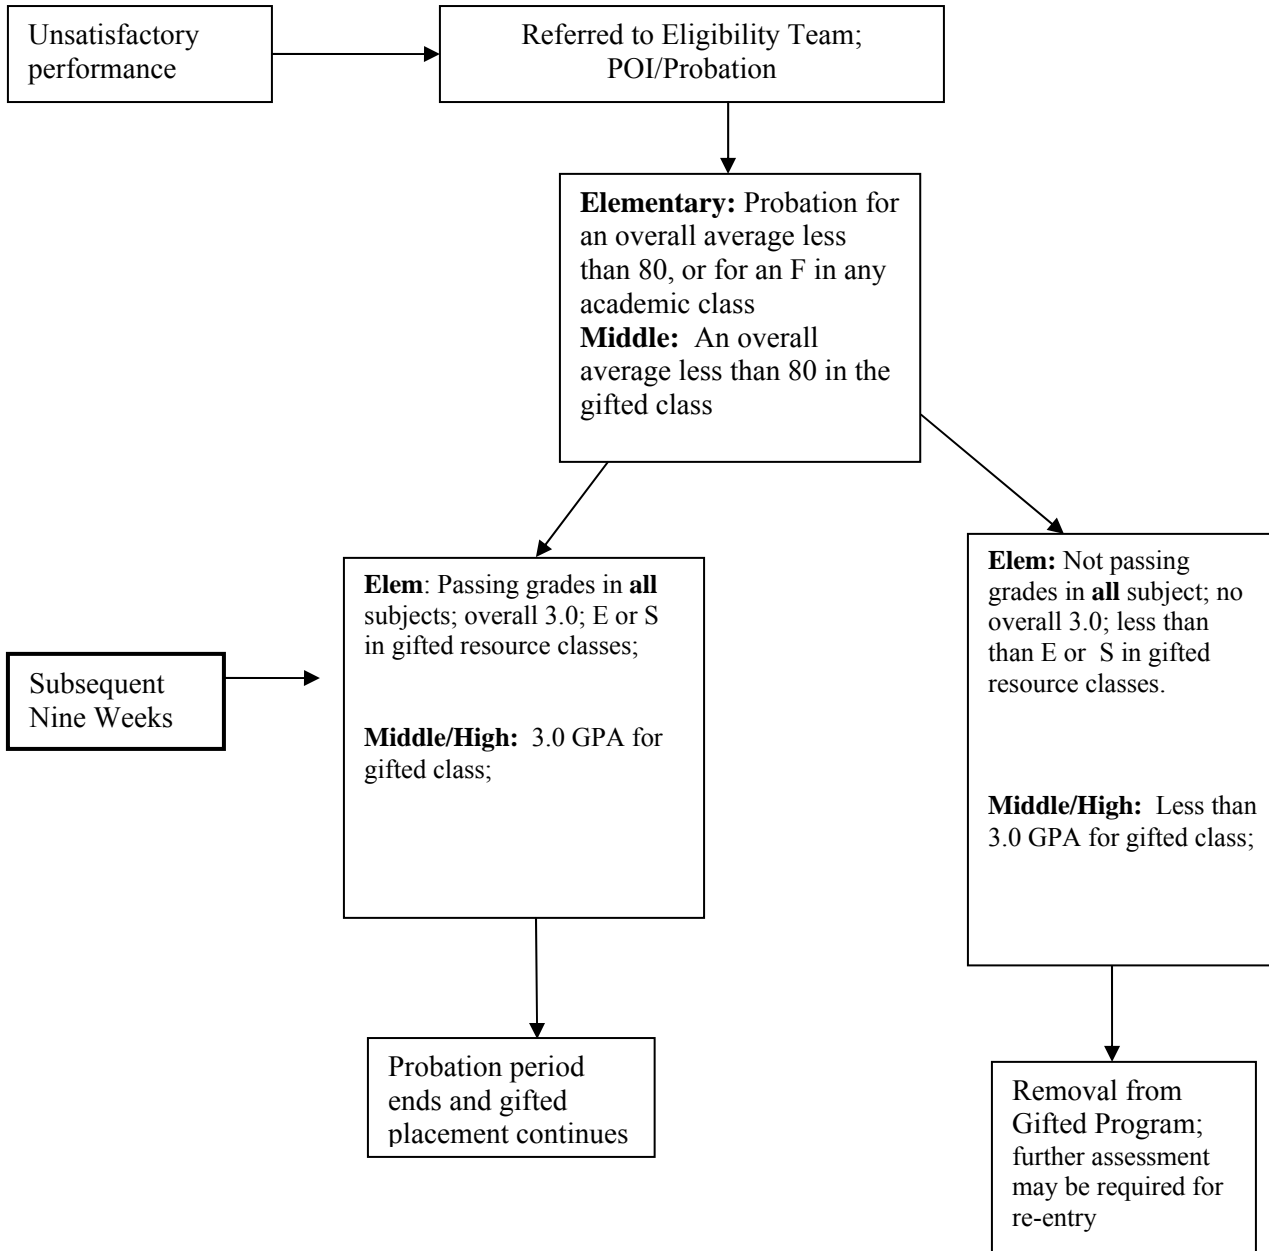 Unsatisfactory
performance
Referred to Eligibility Team;
POI/Probation
Elementary: Probation for
an overall average less
than 80, or for an F in any
academic class
Middle: An overall
average less than 80 in the
gifted class
Subsequent
Nine Weeks
Elem: Passing grades in all
subjects; overall 3.0; E or S
in gifted resource classes;
Middle/High: 3.0 GPA for
gifted class;
Elem: Not passing
grades in all subject; no
overall 3.0; less than
than E or S in gifted
resource classes.
Middle/High: Less than
3.0 GPA for gifted class;
Probation period
ends and gifted
placement continues
Removal from
Gifted Program;
further assessment
may be required for
re-entry